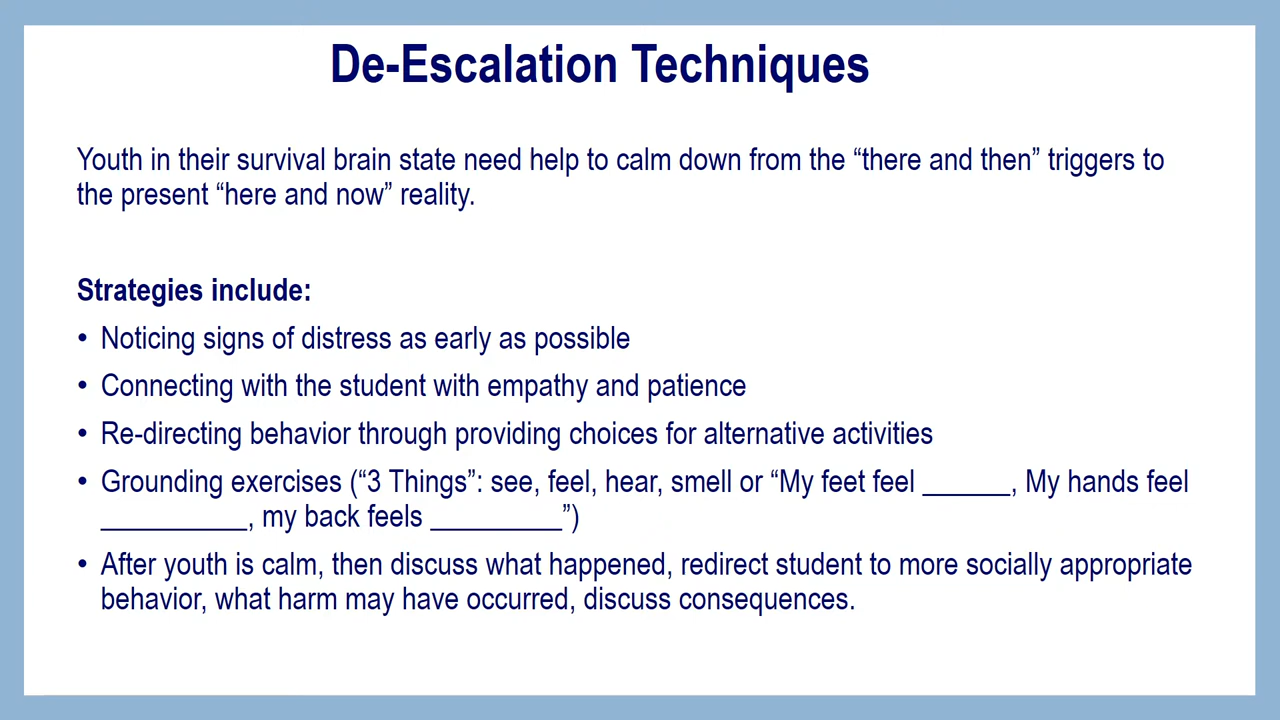 De-Escalation Techniques
Youth in their survival brain state need help to calm down from the “there and then” triggers to
the present “here and now” reality.
Strategies include:
• Noticing signs of distress as early as possible
• Connecting with the student with empathy and patience
• Re-directing behavior through providing choices for alternative activities
• Grounding exercises (“3 Things”: see, feel, hear, smell or “My feet feel ______, My hands feel
__________, my back feels _________”)
• After youth is calm, then discuss what happened, redirect student to more socially appropriate
behavior, what harm may have occurred, discuss consequences.